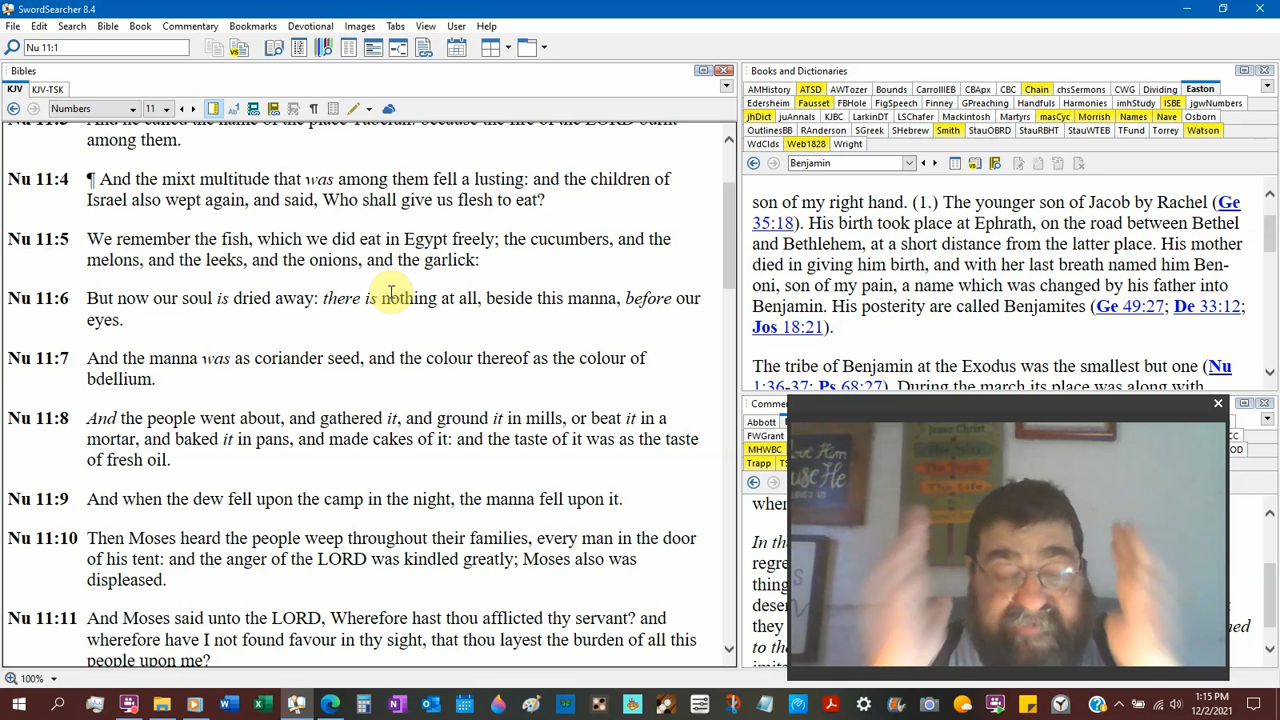 SwordSearcher 8.4
File Edit Search Bible Book Commentary Bookmarks Devotional Images Tabs View User Help
Nu 11:1
Bibles
KJV KJV-TSK
Numbers 11
among them.
Nu 11:4 ¶ And the mixt multitude that was among them fell a lusting: and the children of
Israel also wept again, and said, Who shall give us flesh to eat?
Nu 11:5 We remember the fish, which we did eat in Egypt freely; the cucumbers, and the
melons, and the leeks, and the onions, and the garlick:
Nu 11:6 But now our soul is dried away: there is nothing at all, beside this manna, before our
eyes.
Nu 11:7 And the manna was as coriander seed, and the colour thereof as the colour of
bdellium.
Nu 11:8 And the people went about, and gathered it, and ground it in mills, or beat it in a
mortar, and baked it in pans, and made cakes of it: and the taste of it was as the taste
of fresh oil.
Nu 11:9 And when the dew fell upon the camp in the night, the manna fell upon it.
Nu 11:10 Then Moses heard the people weep throughout their families, every man in the door
of his tent: and the anger of the LORD was kindled greatly; Moses also was
displeased.
Nu 11:11 And Moses said unto the LORD, Wherefore hast thou afflicted thy servant? and
wherefore have I not found favour in thy sight, that thou layest the burden of all this
people upon me?
100%
Books and Dictionaries
AMHistory ATSD AWTozer Bounds CarrollEB CBApx CBC Chain chsSermons CWG Dividing Easton
Edersheim Fausset FBHole FigSpeech Finney GPreaching Handfuls Harmonies imhStudy ISBE jgwNumbers
jhDict juAnnals KJBC LarkinDT LSChafer Mackintosh Martyrs masCyc Morrish Names Nave Osborn
OutlinesBB RAnderson SGreek SHebrew Smith StauOBRD StauRBHT StauWTEB TFund Torrey Watson
WdClds Web1828 Wright
Benjamin
son of my right hand. (1.) The younger son of Jacob by Rachel (Ge
35:18). His birth took place at Ephrath, on the road between Bethel
and Bethlehem, at a short distance from the latter place. His mother
died in giving him birth, and with her last breath named him Ben-
oni, son of my pain, a name which was changed by his father into
Benjamin. His posterity are called Benjamites (Ge 49:27; De 33:12;
Jos 18:21).
The tribe of Benjamin at the Exodus was the smallest but one (Nu
1:36-37; Ps 68:27). During the march its place was along with
Abbott
FWGrant
MHWBC
Trapp
Jesus Christ
The Life
1:15 PM
12/2/2021